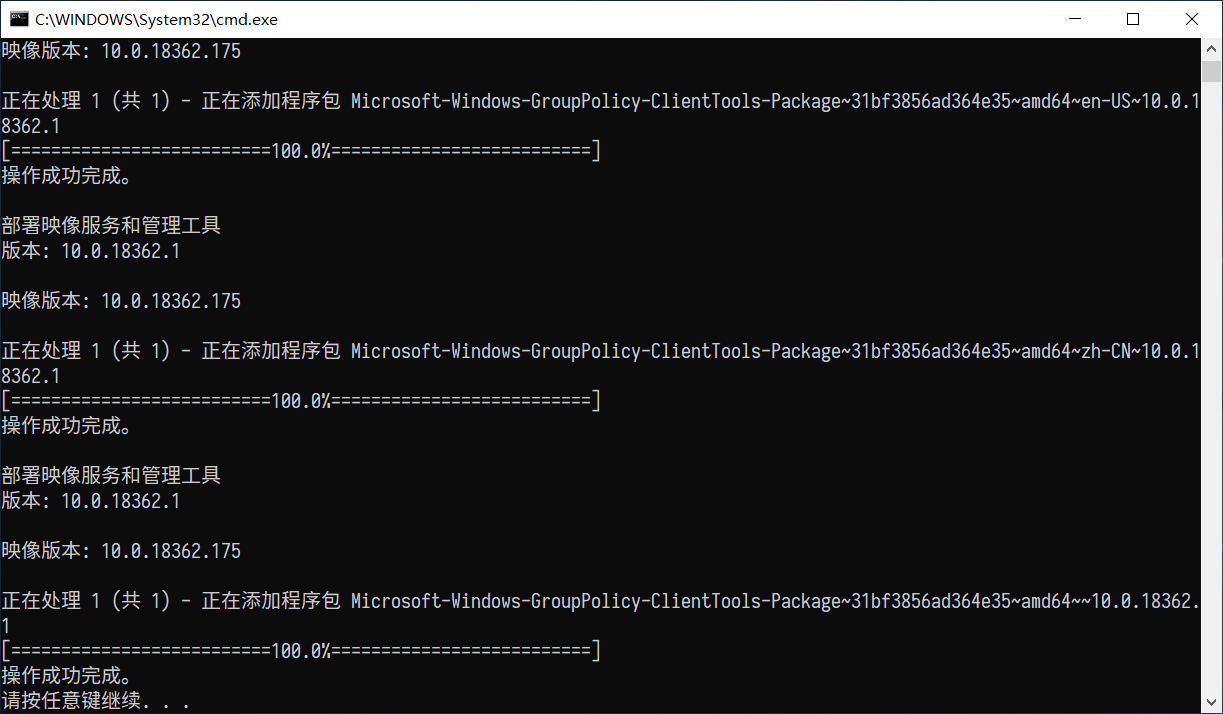 C:\WINDOWS\System32\cmd.exe
映像版本: 10.0.18362.175
正在处理 1 (共 1) - 正在添加程序包 Microsoft-Windows-GroupPolicy-ClientTools-Package~31bf3856ad364e35~amd64~en-US~10.0.1
8362.1
[==========================100.0%==========================]
操作成功完成。
部署映像服务和管理工具
版本: 10.0.18362.1
映像版本: 10.0.18362.175
正在处理 1 (共 1) - 正在添加程序包 Microsoft-Windows-GroupPolicy-ClientTools-Package~31bf3856ad364e35~amd64~zh-CN~10.0.1
8362.1
[==========================100.0%==========================]
操作成功完成。
部署映像服务和管理工具
版本: 10.0.18362.1
映像版本: 10.0.18362.175
正在处理 1 (共 1) - 正在添加程序包 Microsoft-Windows-GroupPolicy-ClientTools-Package~31bf3856ad364e35~amd64~~10.0.18362.
1
[==========================100.0%==========================]
操作成功完成。
请按任意键继续. . .